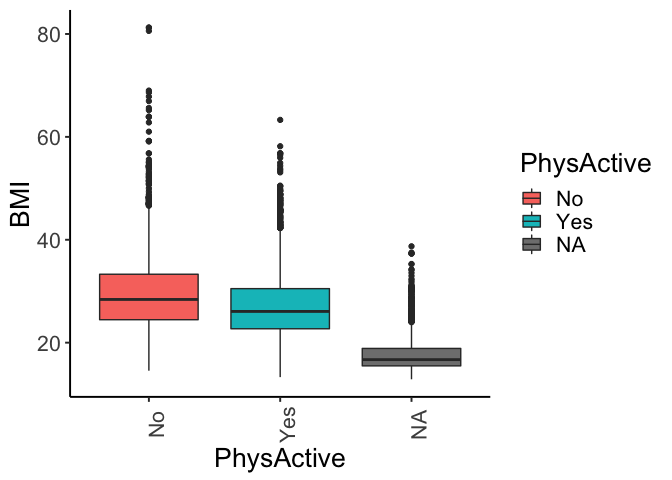 80
60
40
20
BMI
No
Yes
NA
PhysActive
PhysActive
No
Yes
NA